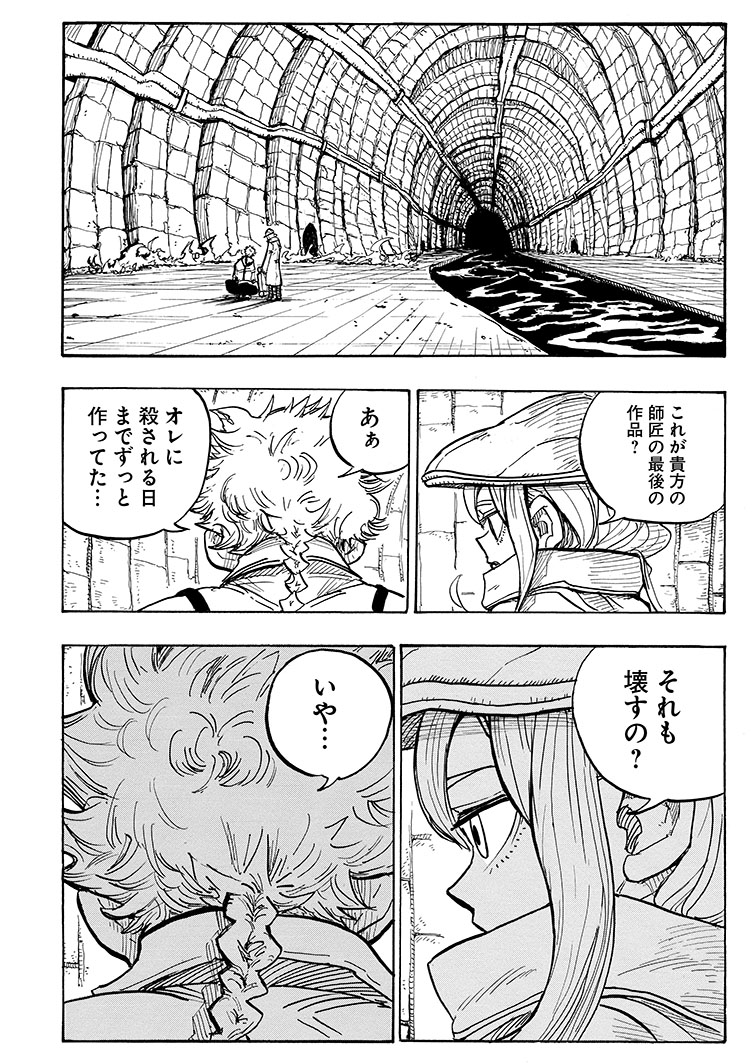 これが貴方の
師匠の最後の
作品?
あぁ
オレに
殺される日
までずっと
作ってた…
それも
壊すの?
いや…